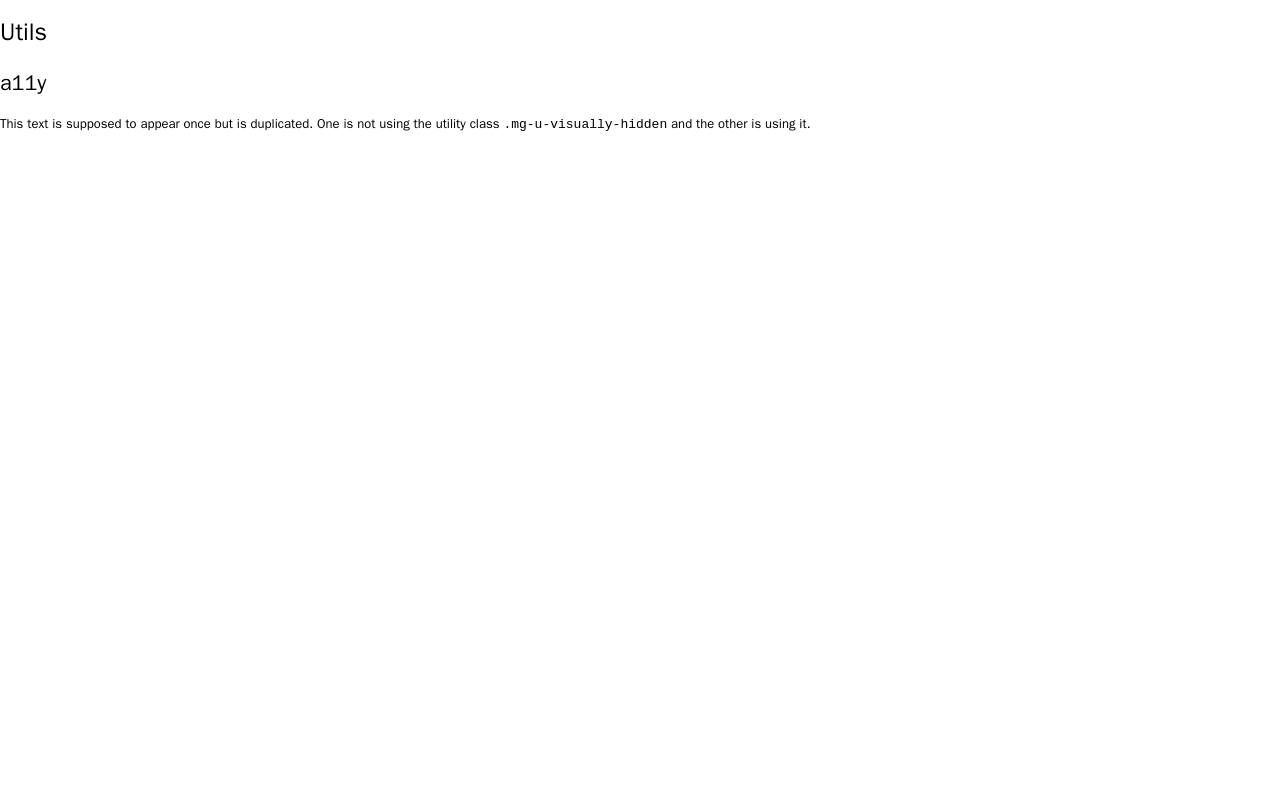 Utils
a11y
This text is supposed to appear once but is duplicated. One is not using the utility class .mg-u-visually-hidden and the other is using it.